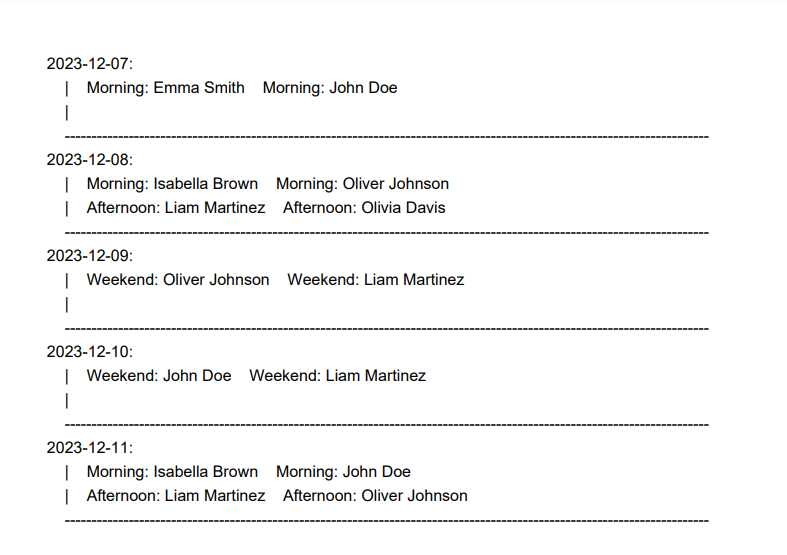 2023-12-07:
| Morning: Emma Smith Morning: John Doe
|
--------------------------------------------------------------------------------------------------------------------------------
2023-12-08:
| Morning: Isabella Brown Morning: Oliver Johnson
| Afternoon: Liam Martinez Afternoon: Olivia Davis
--------------------------------------------------------------------------------------------------------------------------------
2023-12-09:
| Weekend: Oliver Johnson Weekend: Liam Martinez
|
--------------------------------------------------------------------------------------------------------------------------------
2023-12-10:
| Weekend: John Doe Weekend: Liam Martinez
|
--------------------------------------------------------------------------------------------------------------------------------
2023-12-11:
| Morning: Isabella Brown Morning: John Doe
| Afternoon: Liam Martinez Afternoon: Oliver Johnson
--------------------------------------------------------------------------------------------------------------------------------